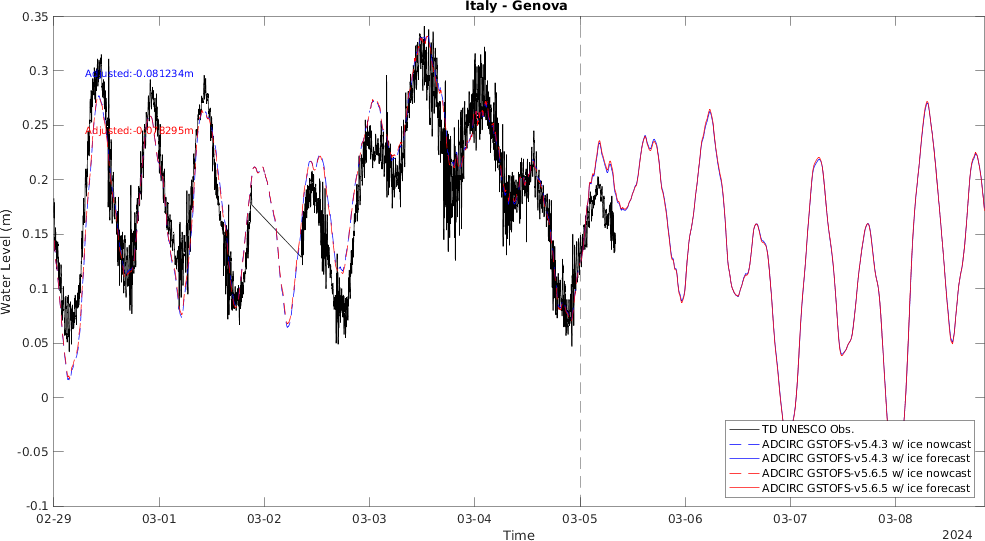 Italy - Genova
0.35
0.3
0.25
0.2
0.15
0.1
0.05
0
-0.05
-0.1
Water Level (m)
Adjusted:-0.081234m
02-29
03-01
03-02
03-03
03-04
03-05
03-06
03-07
03-08
Time
2024
TD UNESCO Obs.
ADCIRC GSTOFS-v5.4.3 w/ ice nowcast
ADCIRC GSTOFS-v5.4.3 w/ ice forecast
ADCIRC GSTOFS-v5.6.5 w/ ice nowcast
ADCIRC GSTOFS-v5.6.5 w/ ice forecast